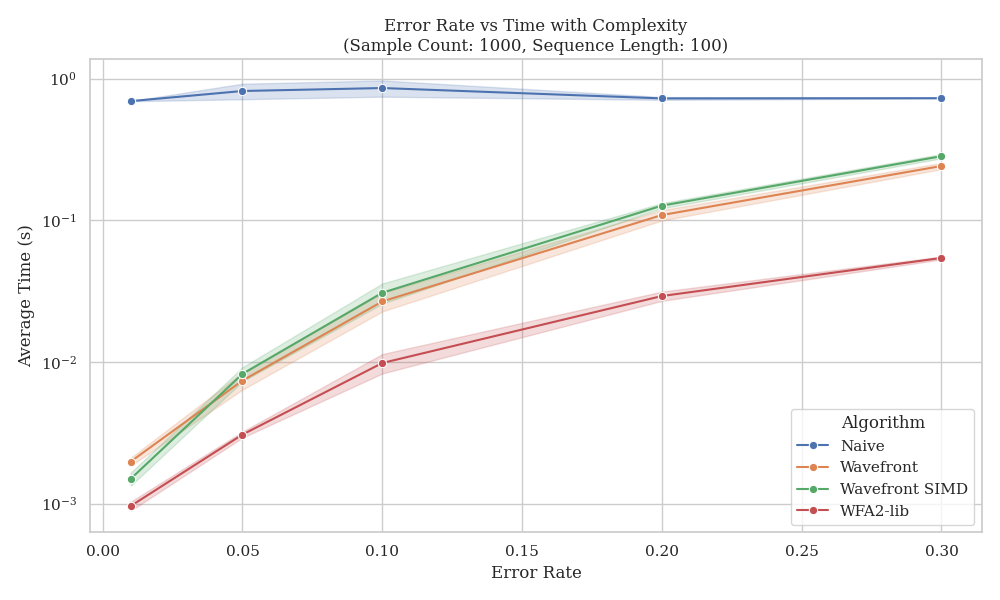 Error Rate vs Time with Complexity
(Sample Count: 1000, Sequence Length: 100)
Average Time (s)
10⁰
10⁻¹
10⁻²
10⁻³
0.00 0.05 0.10 0.15 0.20 0.25 0.30
Error Rate
Algorithm
Naive
Wavefront
Wavefront SIMD
WFA2-lib